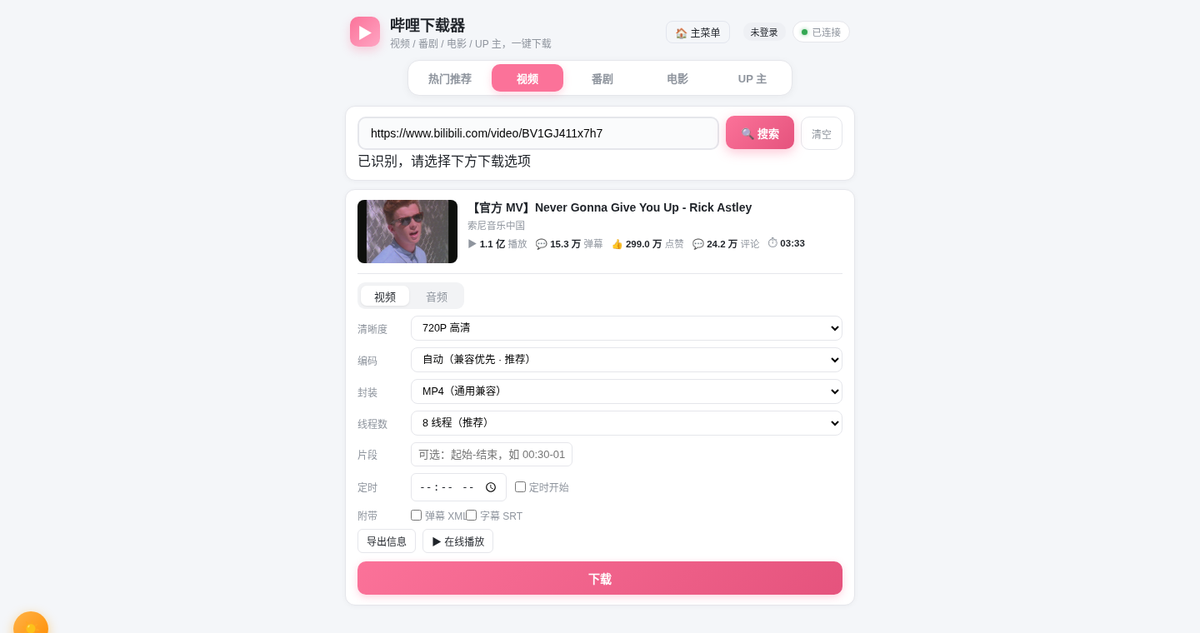 哔哩下载器
视频 / 番剧 / 电影 / UP 主，一键下载
🏠 主菜单
未登录
已连接
热门推荐 视频 番剧 电影 UP 主
https://www.bilibili.com/video/BV1GJ411x7h7
🔍 搜索
清空
已识别，请选择下方下载选项
【官方 MV】Never Gonna Give You Up - Rick Astley
索尼音乐中国
▶ 1.1 亿 播放 💬 15.3 万 弹幕 👍 299.0 万 点赞 💬 24.2 万 评论 ⏱ 03:33
视频 音频
清晰度 720P 高清
编码 自动（兼容优先 · 推荐）
封装 MP4（通用兼容）
线程数 8 线程（推荐）
片段 可选：起始-结束，如 00:30-01
定时 --:-- -- 定时开始
附带 弹幕 XML 字幕 SRT
导出信息 ▶ 在线播放
下载